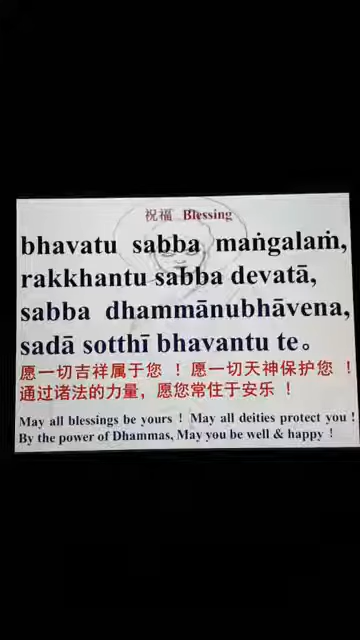 祝福 Blessing
bhavatu sabba maṅgalaṁ,
rakkhantu sabba devatā,
sabba dhammānubhāvena,
sadā sotthī bhavantu te。
愿一切吉祥属于您 ！愿一切天神保护您 ！
通过诸法的力量，愿您常住于安乐 ！
May all blessings be yours ! May all deities protect you !
By the power of Dhammas, May you be well & happy !